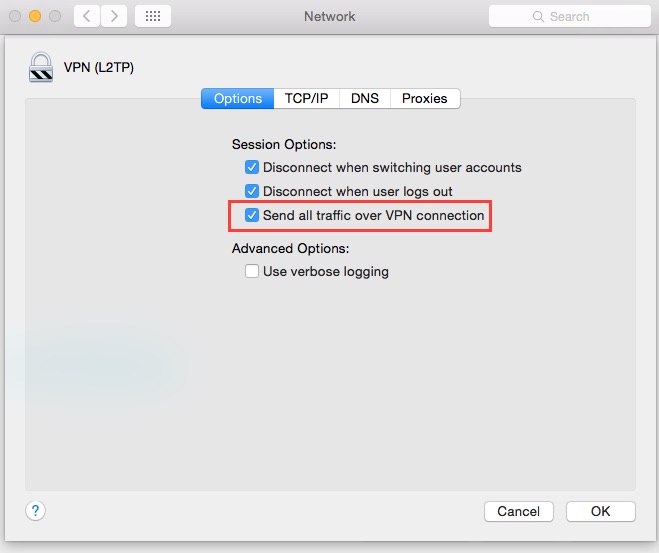 Network
Search
VPN (L2TP)
Options TCP/IP DNS Proxies
Session Options:
Disconnect when switching user accounts
Disconnect when user logs out
Send all traffic over VPN connection
Advanced Options:
Use verbose logging
?
Cancel OK